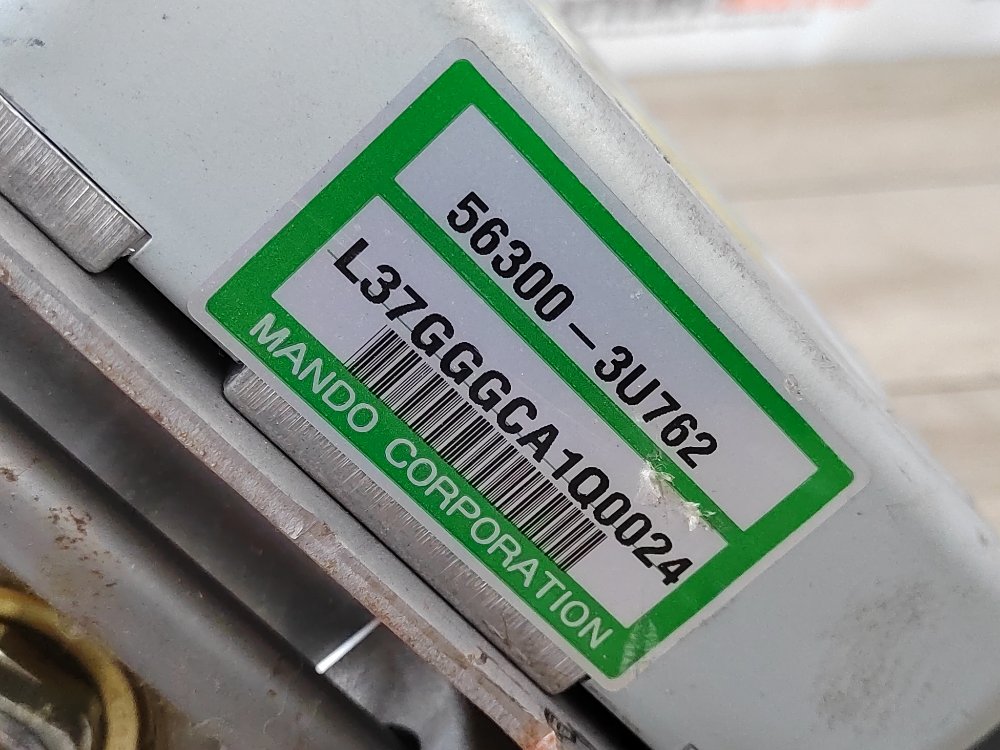 56300-3U762
L37GGGCA1Q0024
MANDO CORPORATION